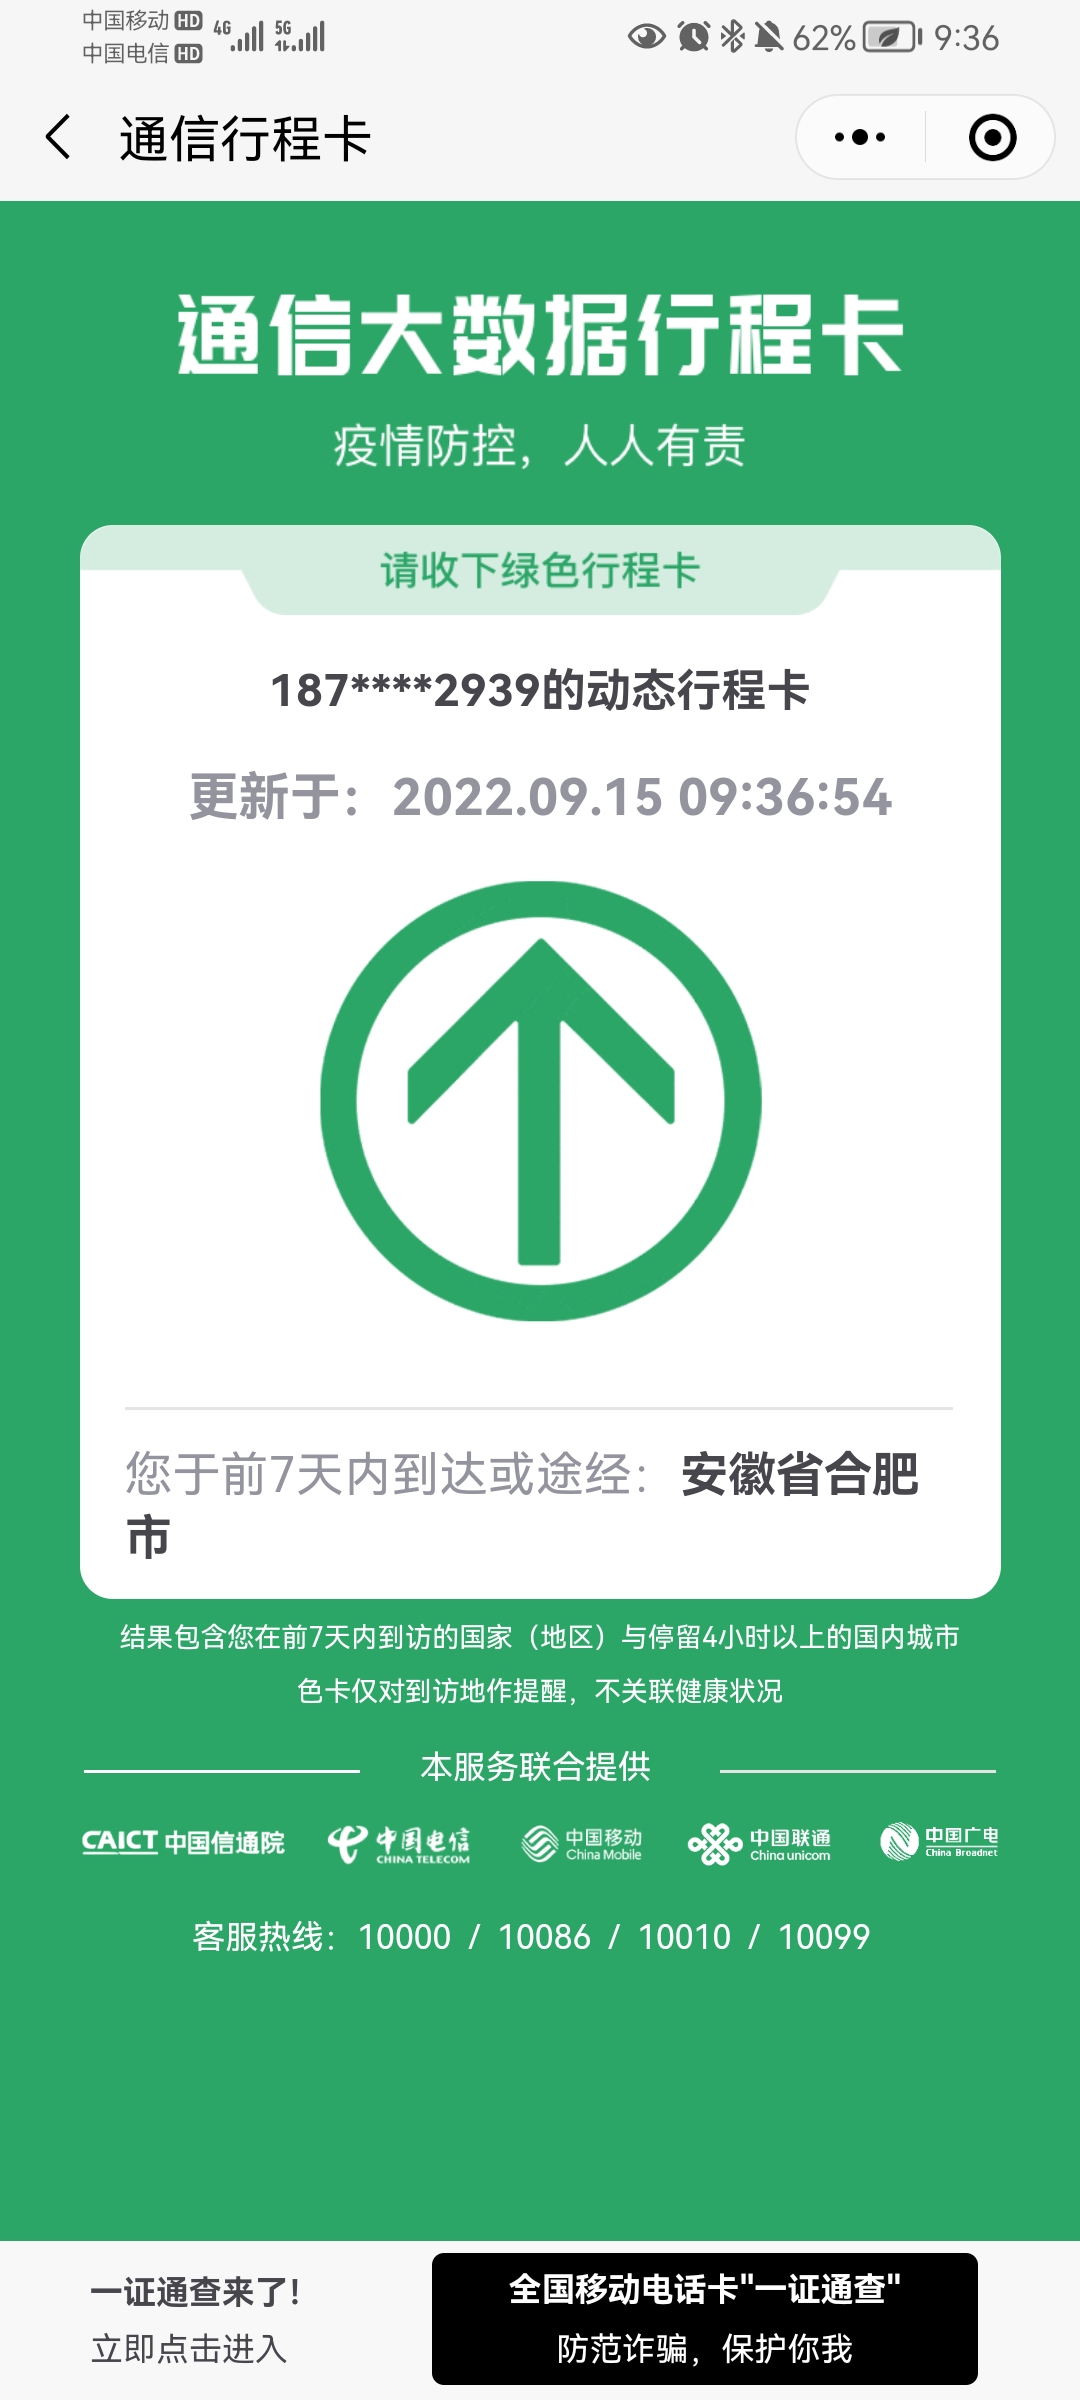 中国移动 HD 4G 5G 62% 9:36
中国电信 HD
通信行程卡
通信大数据行程卡
疫情防控，人人有责
请收下绿色行程卡
187****2939的动态行程卡
更新于：2022.09.15 09:36:54
您于前7天内到达或途经：安徽省合肥
市
结果包含您在前7天内到访的国家（地区）与停留4小时以上的国内城市
色卡仅对到访地作提醒，不关联健康状况
本服务联合提供
CAICT 中国信通院 中国电信 CHINA TELECOM 中国移动 China Mobile 中国联通 China unicom 中国广电 China Broadnet
客服热线：10000 / 10086 / 10010 / 10099
一证通查来了！
立即点击进入
全国移动电话卡"一证通查"
防范诈骗，保护你我